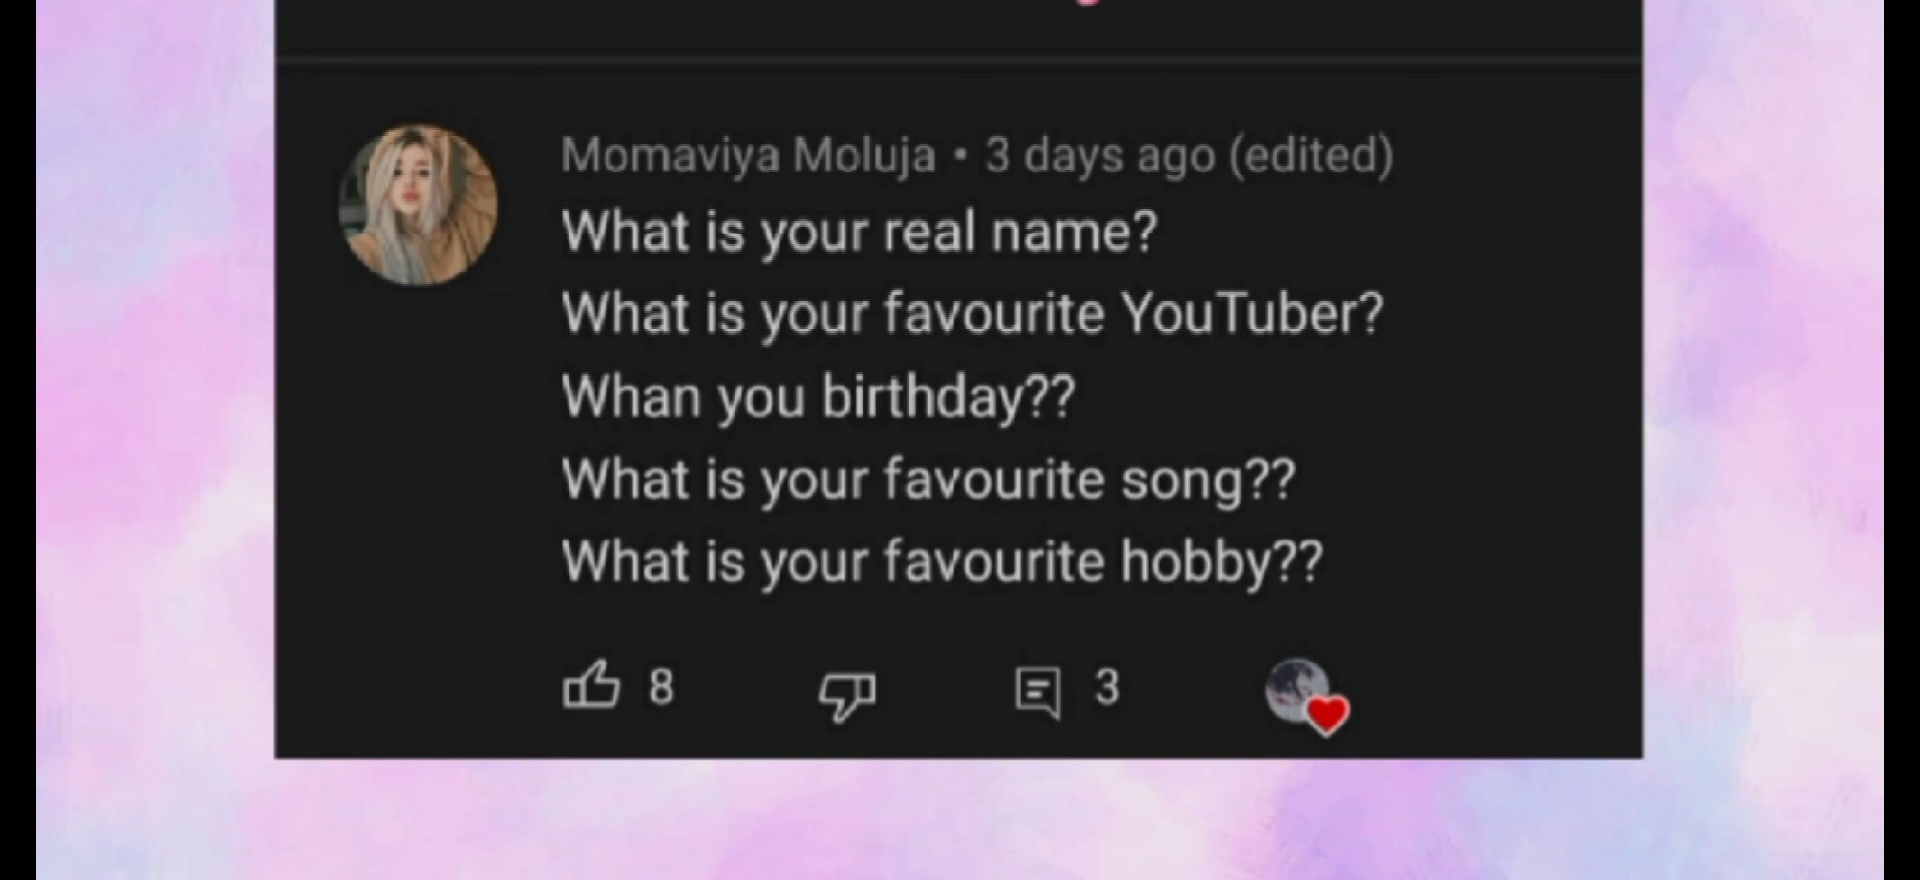 Momaviya Moluja • 3 days ago (edited)
What is your real name?
What is your favourite YouTuber?
Whan you birthday??
What is your favourite song??
What is your favourite hobby??
8 3